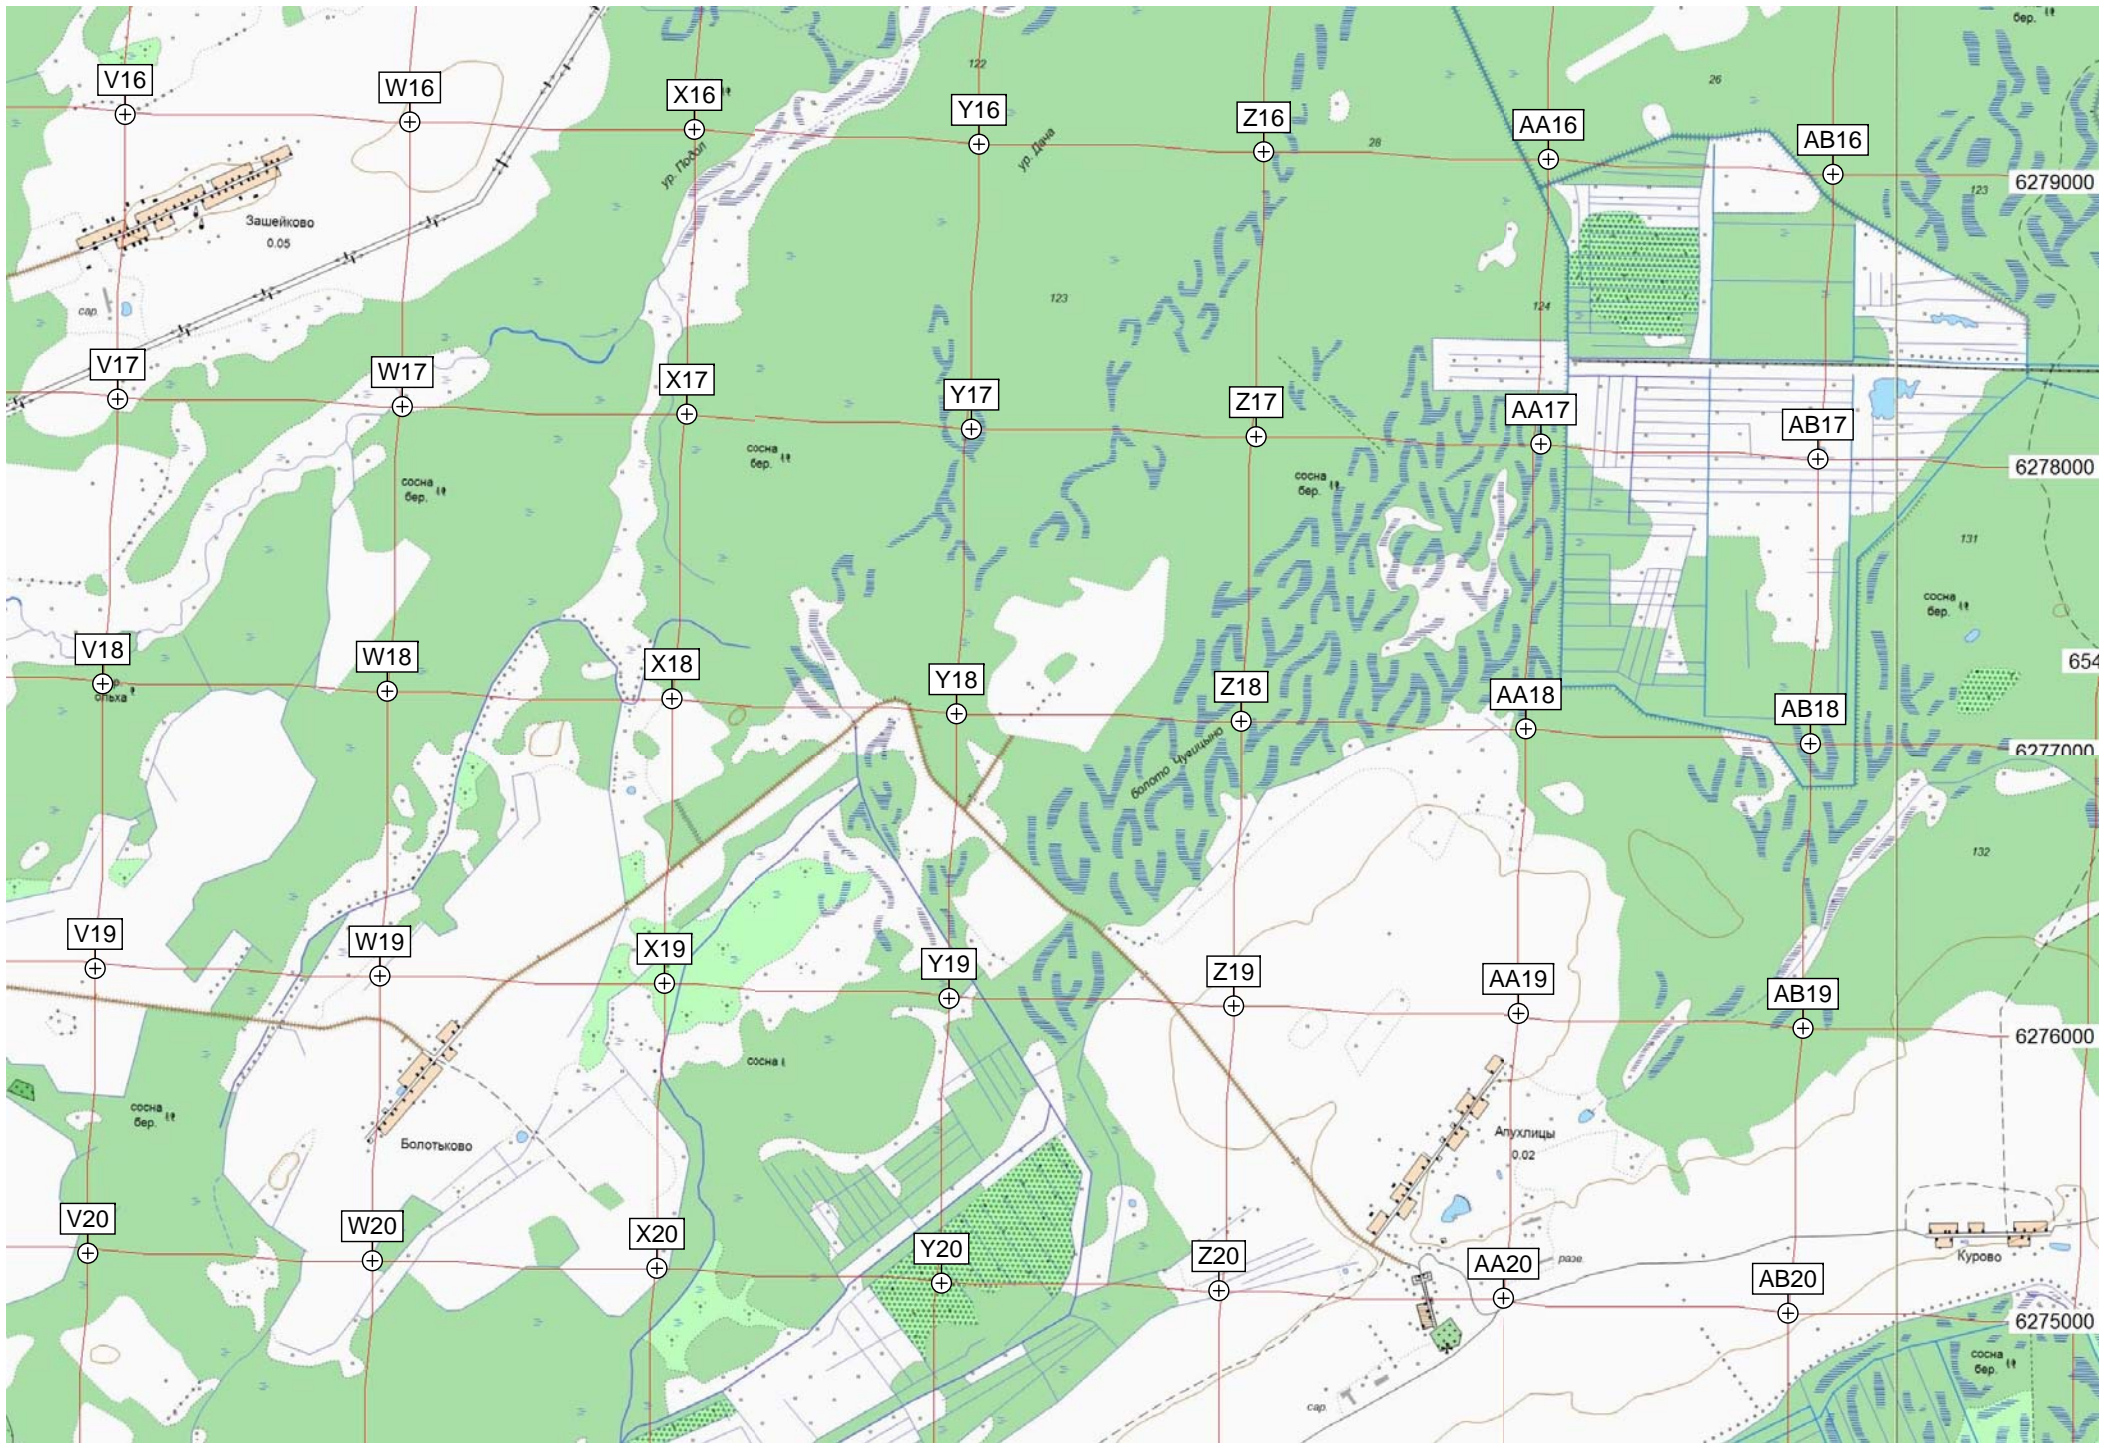 бер.
122
26
V16
W16
X16
Y16
Z16
AA16
AB16
ур. Подол
ур. Дача
28
6279000
123
Зашейково
0.05
сар.
123
124
V17
W17
X17
Y17
Z17
AA17
AB17
6278000
сосна
бер.
сосна
бер.
сосна
бер.
131
сосна
бер.
V18
W18
X18
Y18
Z18
AA18
AB18
654
р.
ольха
6277000
болото Чувицыно
132
V19
W19
X19
Y19
Z19
AA19
AB19
6276000
сосна
сосна
бер.
Болотьково
Апухлицы
0.02
V20
W20
X20
Y20
Z20
AA20
AB20
разв.
Курово
6275000
сосна
бер.
сар.